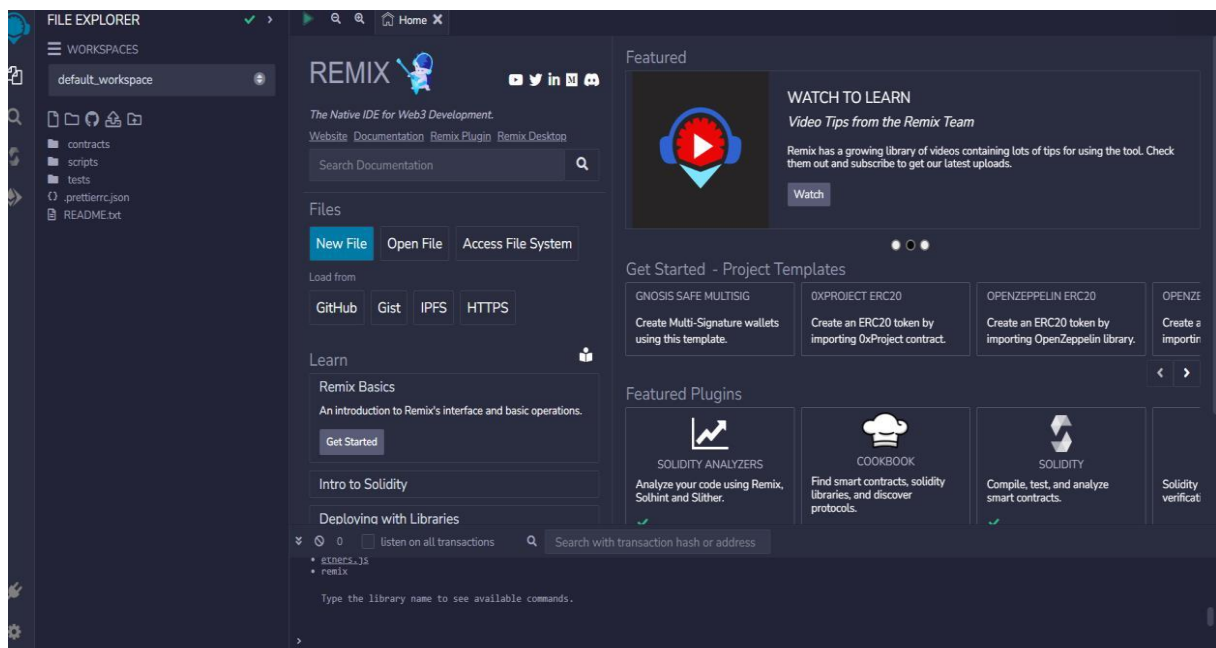 FILE EXPLORER
WORKSPACES
default_workspace
contracts
scripts
tests
.prettierrc.json
README.txt
Home
REMIX
The Native IDE for Web3 Development.
Website Documentation Remix Plugin Remix Desktop
Search Documentation
Files
New File Open File Access File System
Load from
GitHub Gist IPFS HTTPS
Learn
Remix Basics
An introduction to Remix's interface and basic operations.
Get Started
Intro to Solidity
Deploying with Libraries
Featured
WATCH TO LEARN
Video Tips from the Remix Team
Remix has a growing library of videos containing lots of tips for using the tool. Check
them out and subscribe to get our latest uploads.
Watch
Get Started - Project Templates
GNOSIS SAFE MULTISIG
Create Multi-Signature wallets
using this template.
0XPROJECT ERC20
Create an ERC20 token by
importing 0xProject contract.
OPENZEPPELIN ERC20
Create an ERC20 token by
importing OpenZeppelin library.
OPENZE
Create a
importin
Featured Plugins
SOLIDITY ANALYZERS
Analyze your code using Remix,
Solhint and Slither.
COOKBOOK
Find smart contracts, solidity
libraries, and discover
protocols.
SOLIDITY
Compile, test, and analyze
smart contracts.
Solidity
verificati
0 listen on all transactions Search with transaction hash or address
ethers.js
remix
Type the library name to see available commands.
>